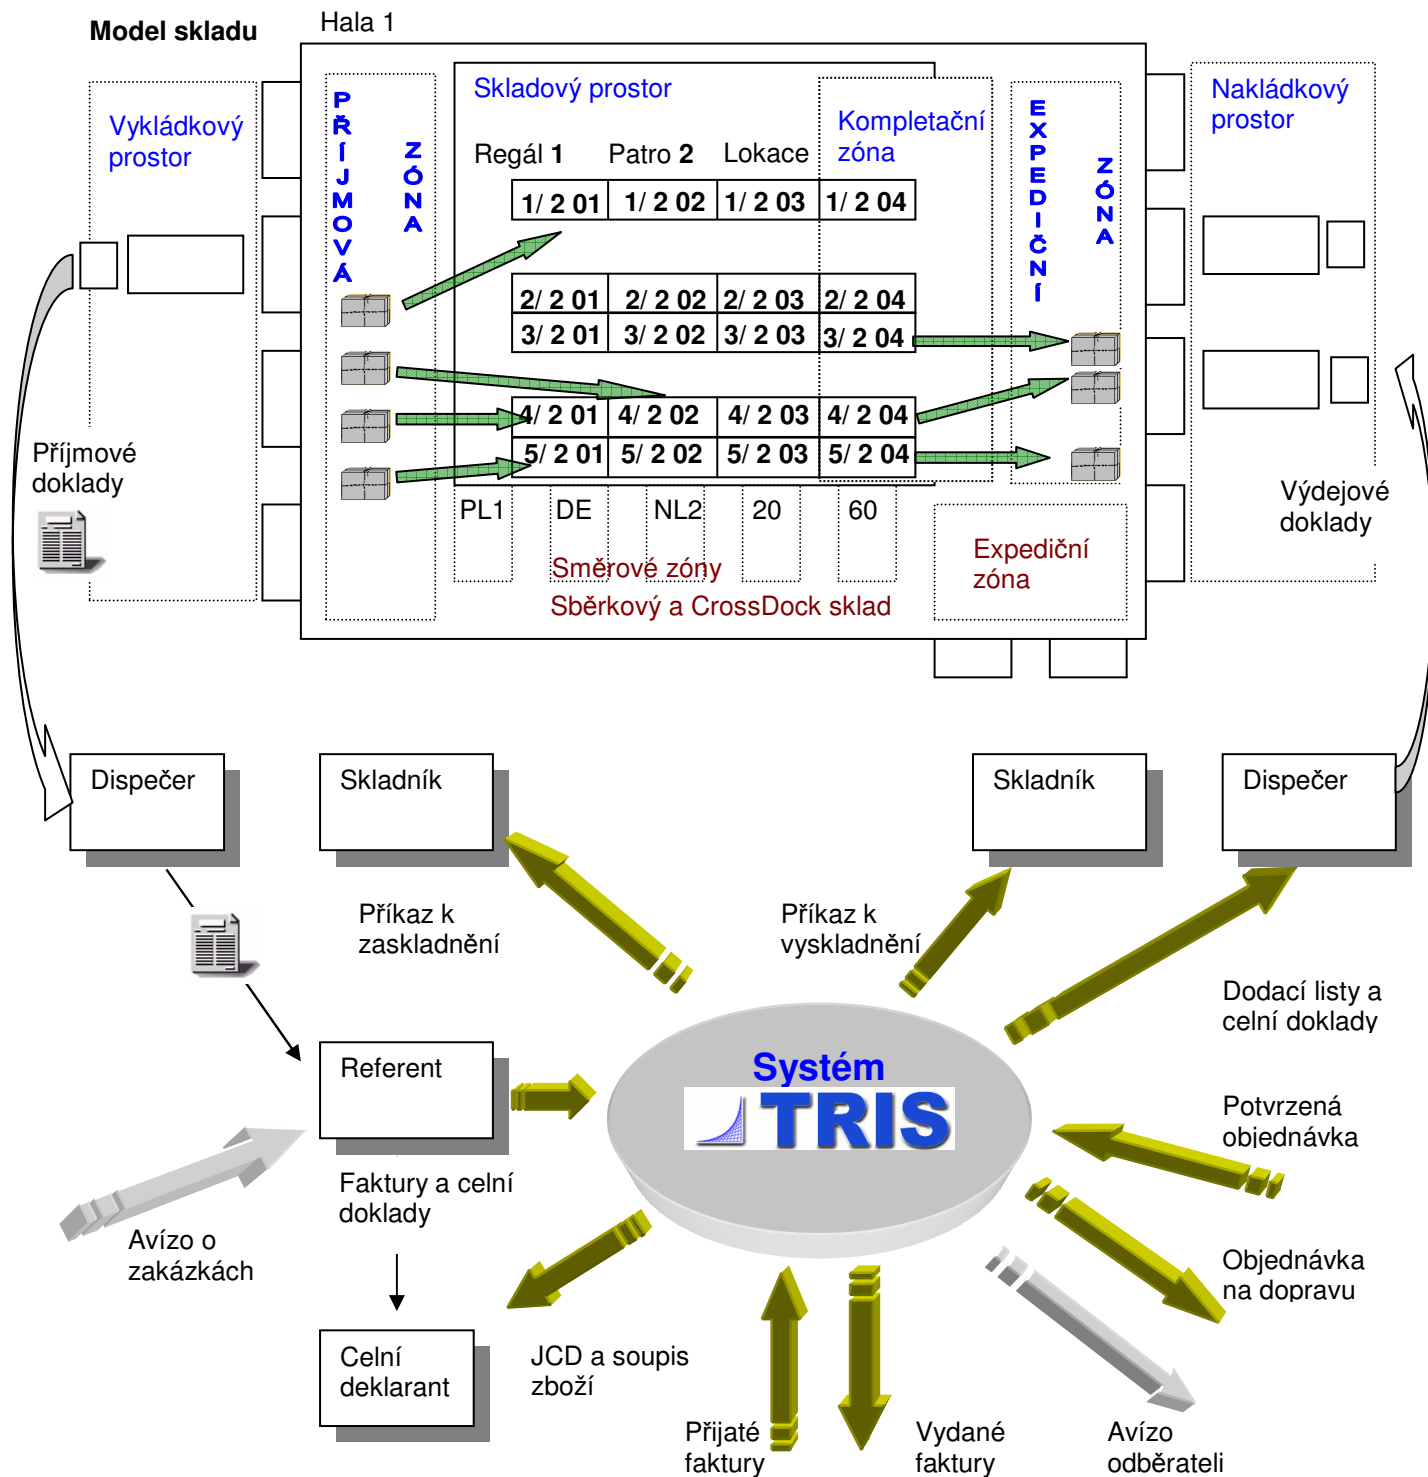 Model skladu
Hala 1
Vykládkový
prostor
PŘÍJMOVÁ
ZÓNA
Skladový prostor
Kompletační
zóna
EXPEDIČNÍ
ZÓNA
Nakládkový
prostor
Regál 1 Patro 2 Lokace
1/ 2 01 1/ 2 02 1/ 2 03 1/ 2 04
2/ 2 01 2/ 2 02 2/ 2 03 2/ 2 04
3/ 2 01 3/ 2 02 3/ 2 03 3/ 2 04
4/ 2 01 4/ 2 02 4/ 2 03 4/ 2 04
5/ 2 01 5/ 2 02 5/ 2 03 5/ 2 04
Příjmové
doklady
Výdejové
doklady
PL1 DE NL2 20 60
Směrové zóny
Sběrkový a CrossDock sklad
Expediční
zóna
Dispečer
Skladník
Skladník
Dispečer
Příkaz k
zaskladnění
Příkaz k
vyskladnění
Dodací listy a
celní doklady
Referent
Systém
TRIS
Potvrzená
objednávka
Faktury a celní
doklady
Avízo o
zakázkách
Objednávka
na dopravu
Celní
deklarant
JCD a soupis
zboží
Přijaté
faktury
Vydané
faktury
Avízo
odběrateli